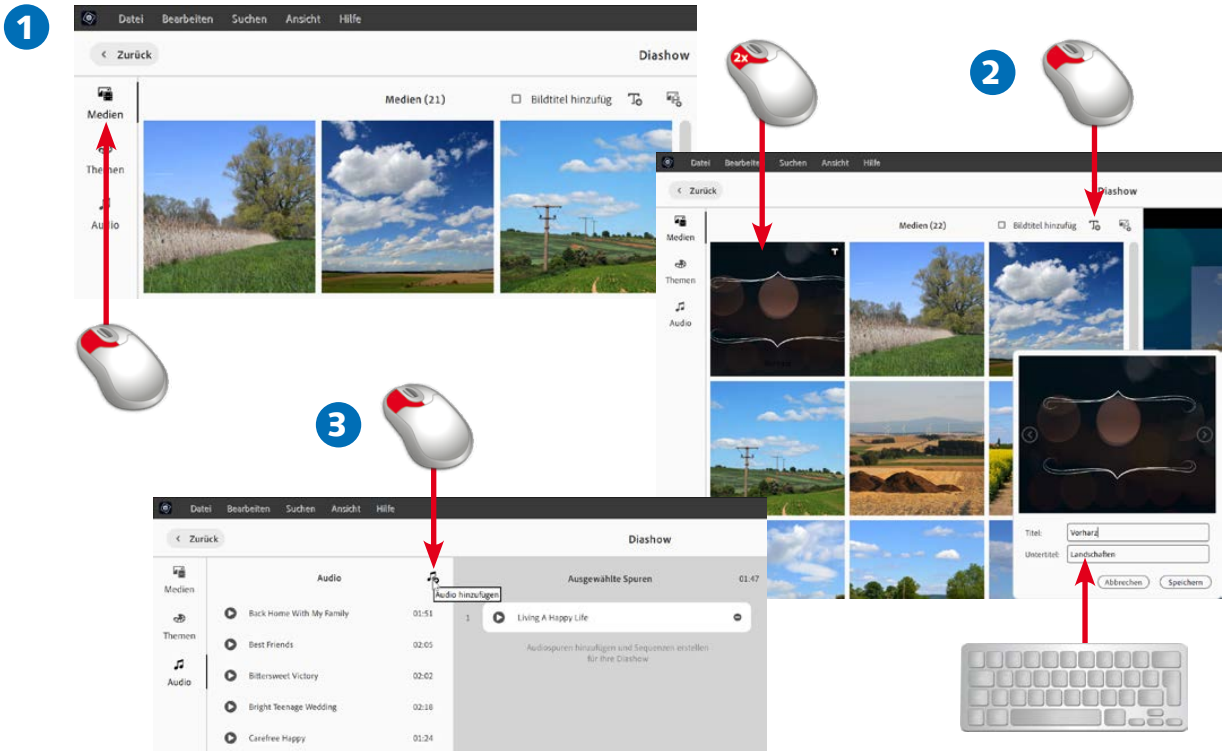 1
Datei Bearbeiten Suchen Ansicht Hilfe
Zurück
Diashow
Medien
Themen
Audio
Medien (21)
Bildtitel hinzufüg
2x
2
Datei Bearbeiten Suchen Ansicht Hilfe
Zurück
Diashow
Medien
Themen
Audio
Medien (22)
Bildtitel hinzufüg
Titel: Vorharz
Untertitel: Landschaften
Abbrechen Speichern
3
Datei Bearbeiten Suchen Ansicht Hilfe
Zurück
Diashow
Medien
Themen
Audio
Audio
Audio hinzufügen
Back Home With My Family 01:51
Best Friends 02:05
Bittersweet Victory 02:02
Bright Teenage Wedding 02:18
Carefree Happy 01:24
Ausgewählte Spuren 01:47
1 Living A Happy Life
Audiospuren hinzufügen und Sequenzen erstellen
für Ihre Diashow